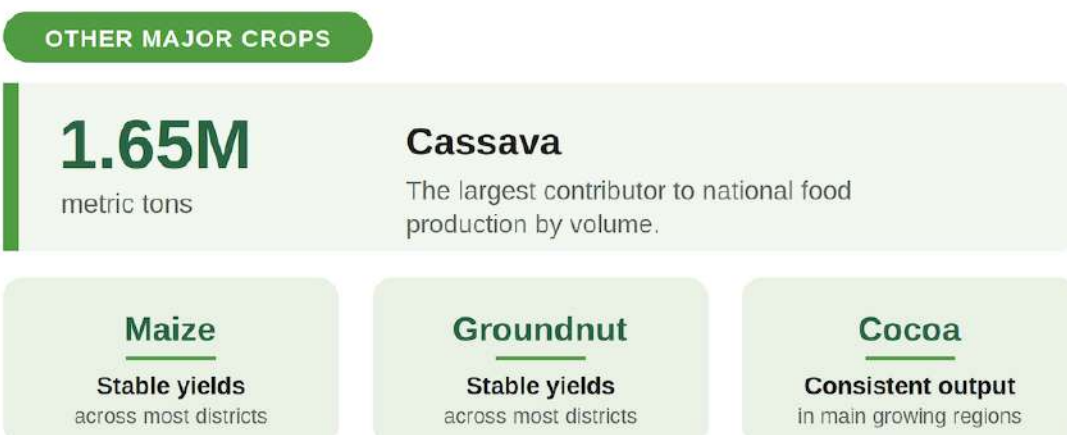 OTHER MAJOR CROPS
1.65M
metric tons
Cassava
The largest contributor to national food
production by volume.
Maize
Stable yields
across most districts
Groundnut
Stable yields
across most districts
Cocoa
Consistent output
in main growing regions